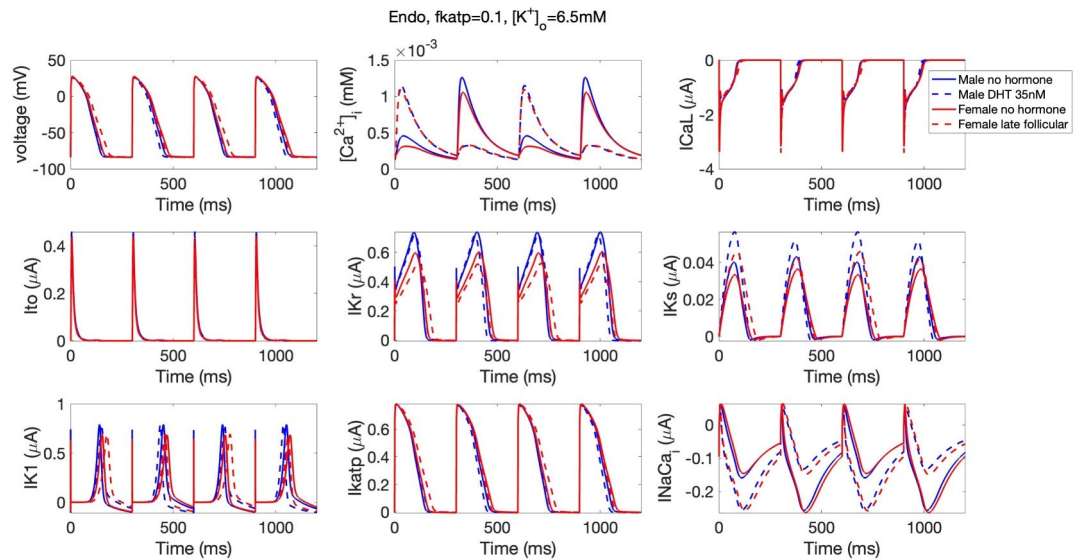 Endo, fkatp=0.1, [K⁺]ₒ=6.5mM
voltage (mV)
50
0
-50
-100
0
500
1000
Time (ms)
×10⁻³
[Ca²⁺]ᵢ (mM)
1.5
1
0.5
0
0
500
1000
Time (ms)
ICaL (μA)
0
-2
-4
0
500
1000
Time (ms)
Male no hormone
Male DHT 35nM
Female no hormone
Female late follicular
Ito (μA)
0.4
0.2
0
0
500
1000
Time (ms)
IKr (μA)
0.6
0.4
0.2
0
0
500
1000
Time (ms)
IKs (μA)
0.04
0.02
0
0
500
1000
Time (ms)
IK1 (μA)
1
0.5
0
0
500
1000
Time (ms)
Ikatp (μA)
0.6
0.4
0.2
0
0
500
1000
Time (ms)
INaCaᵢ (μA)
0
-0.1
-0.2
0
500
1000
Time (ms)